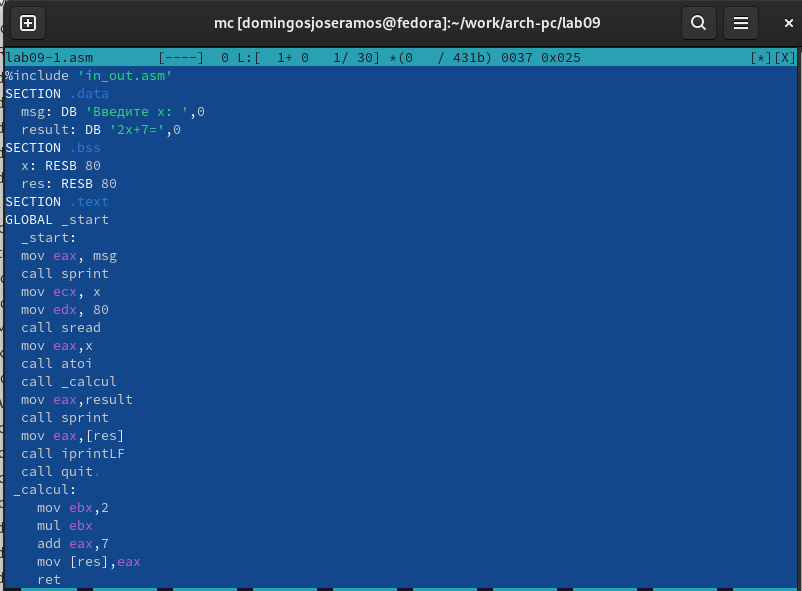 mc [domingosjoseramos@fedora]:~/work/arch-pc/lab09
lab09-1.asm [----] 0 L:[ 1+ 0 1/ 30] *(0 / 431b) 0037 0x025 [*][X]
%include 'in_out.asm'
SECTION .data
msg: DB 'Введите x: ',0
result: DB '2x+7=',0
SECTION .bss
x: RESB 80
res: RESB 80
SECTION .text
GLOBAL _start
_start:
mov eax, msg
call sprint
mov ecx, x
mov edx, 80
call sread
mov eax,x
call atoi
call _calcul
mov eax,result
call sprint
mov eax,[res]
call iprintLF
call quit.
_calcul:
mov ebx,2
mul ebx
add eax,7
mov [res],eax
ret